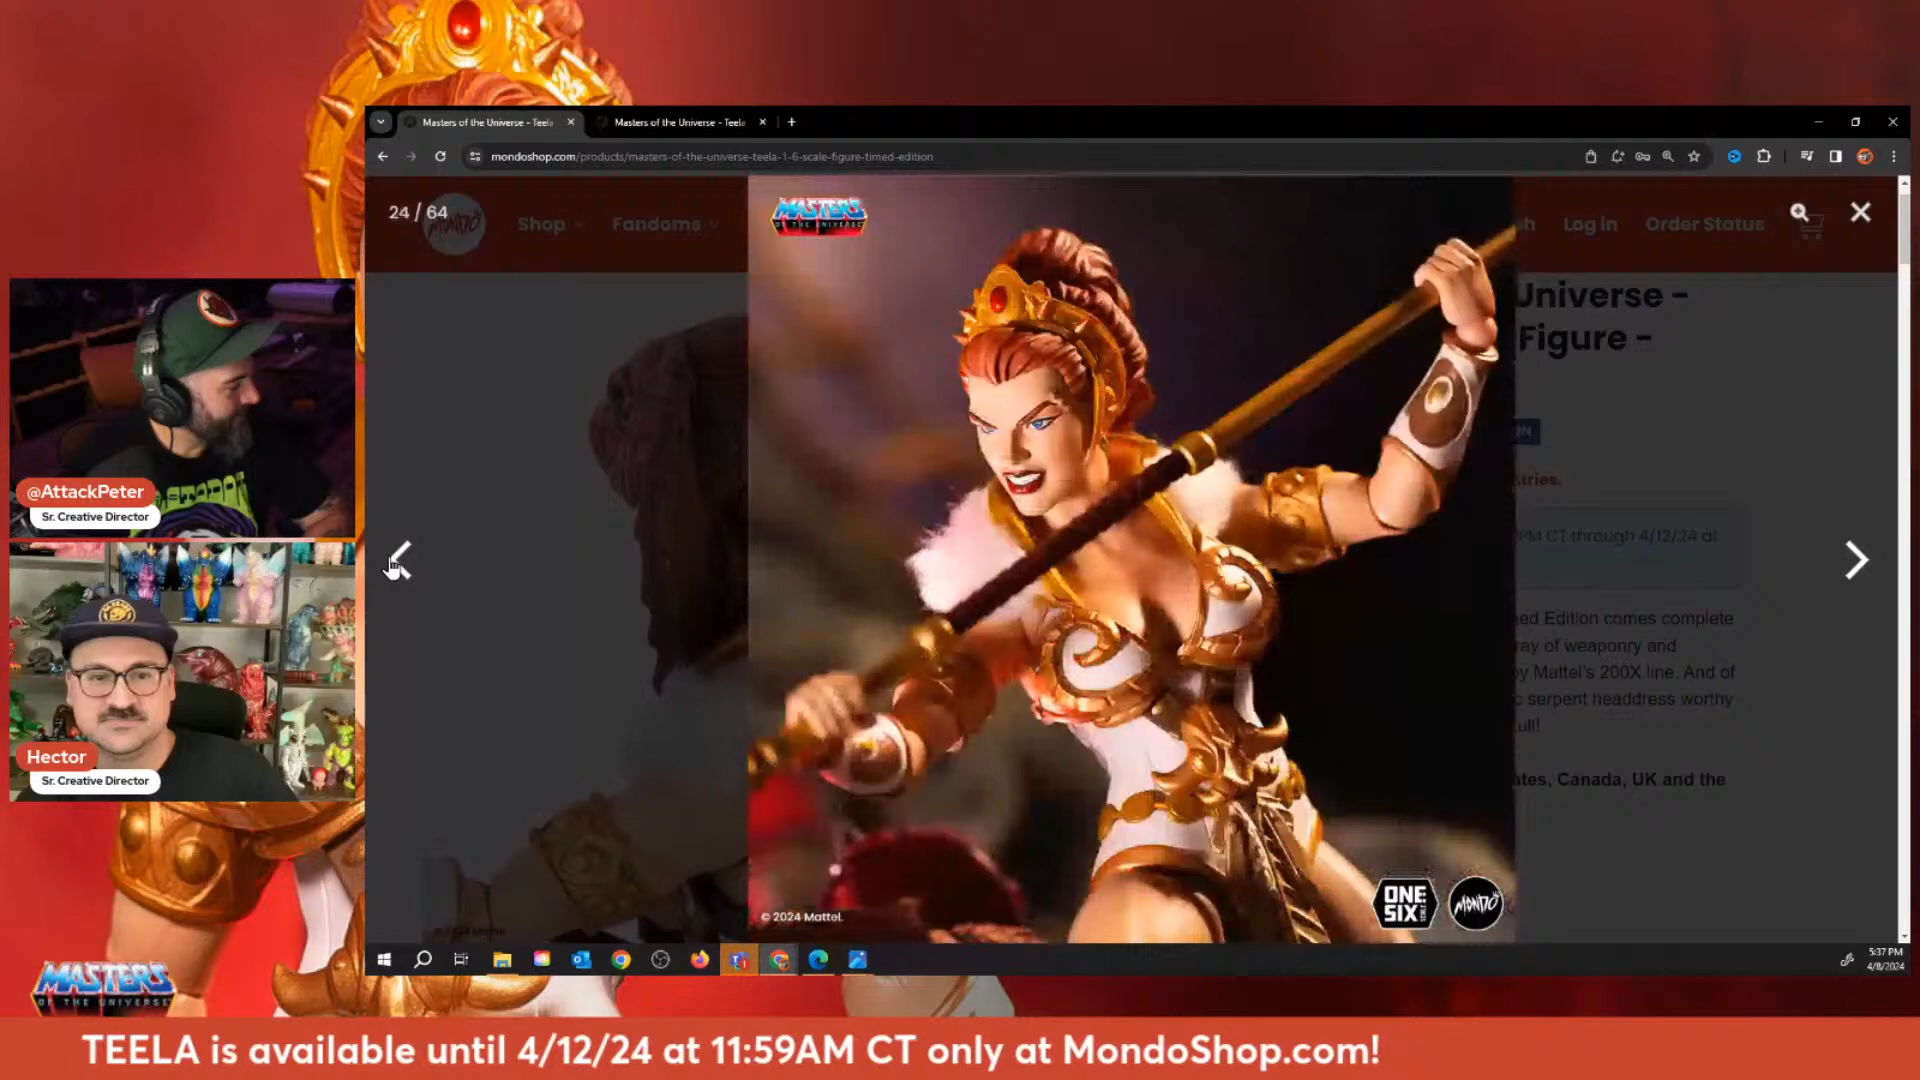 Masters of the Universe - Teela
Masters of the Universe - Teela
mondoshop.com/products/masters-of-the-universe-teela-1-6-scale-figure-timed-edition
24 / 64
MONDO
Shop
Fandoms
MASTERS
OF THE UNIVERSE
Log In
Order Status
Universe -
Figure -
tries.
PM CT through 4/12/24 at
ed Edition comes complete
ray of weaponry and
by Mattel's 200X line. And of
c serpent headdress worthy
ull!
ates, Canada, UK and the
@AttackPeter
Sr. Creative Director
Hector
Sr. Creative Director
© 2024 Mattel.
ONE:
SIX
SCALE
MONDO
5:37 PM
4/8/2024
MASTERS
OF THE UNIVERSE
TEELA is available until 4/12/24 at 11:59AM CT only at MondoShop.com!